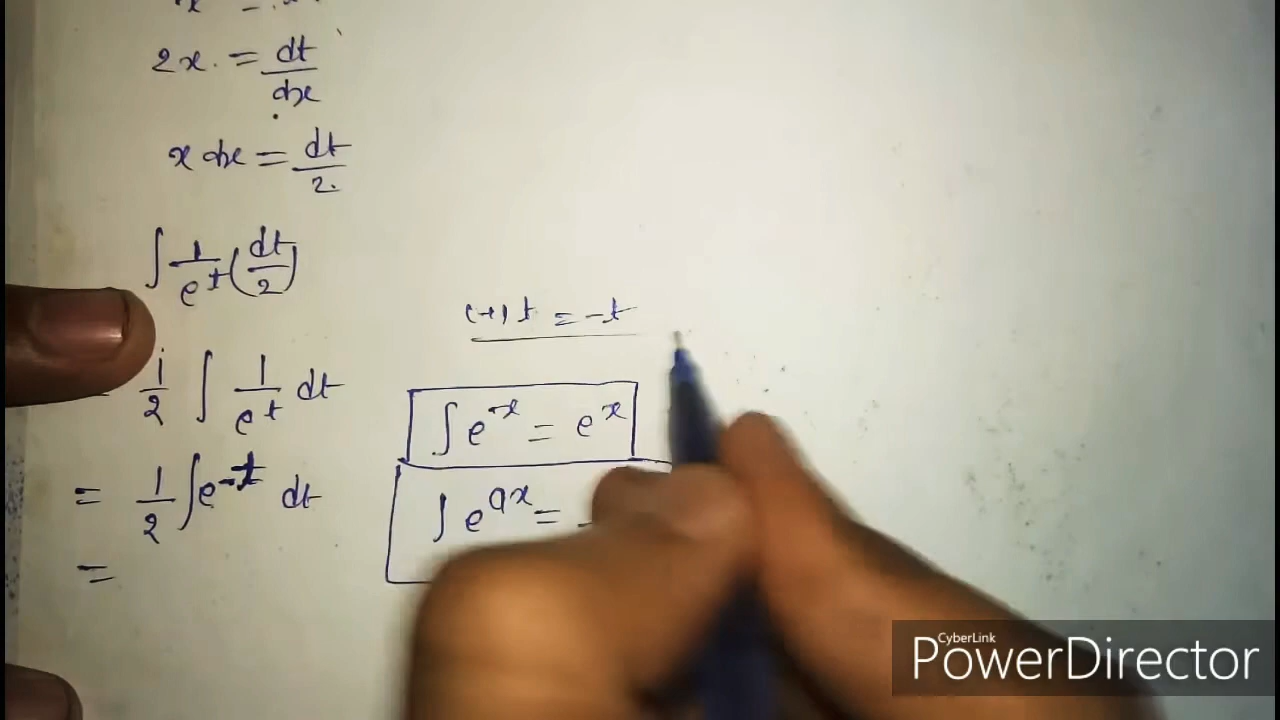 2x = dt/dx
x dx = dt/2
∫ 1/e^t (dt/2)
1/2 ∫ 1/e^t dt
= 1/2 ∫ e^-t dt
=
(-1) t = -t
∫ e^-x = e^x
∫ e^ax =
CyberLink
PowerDirector